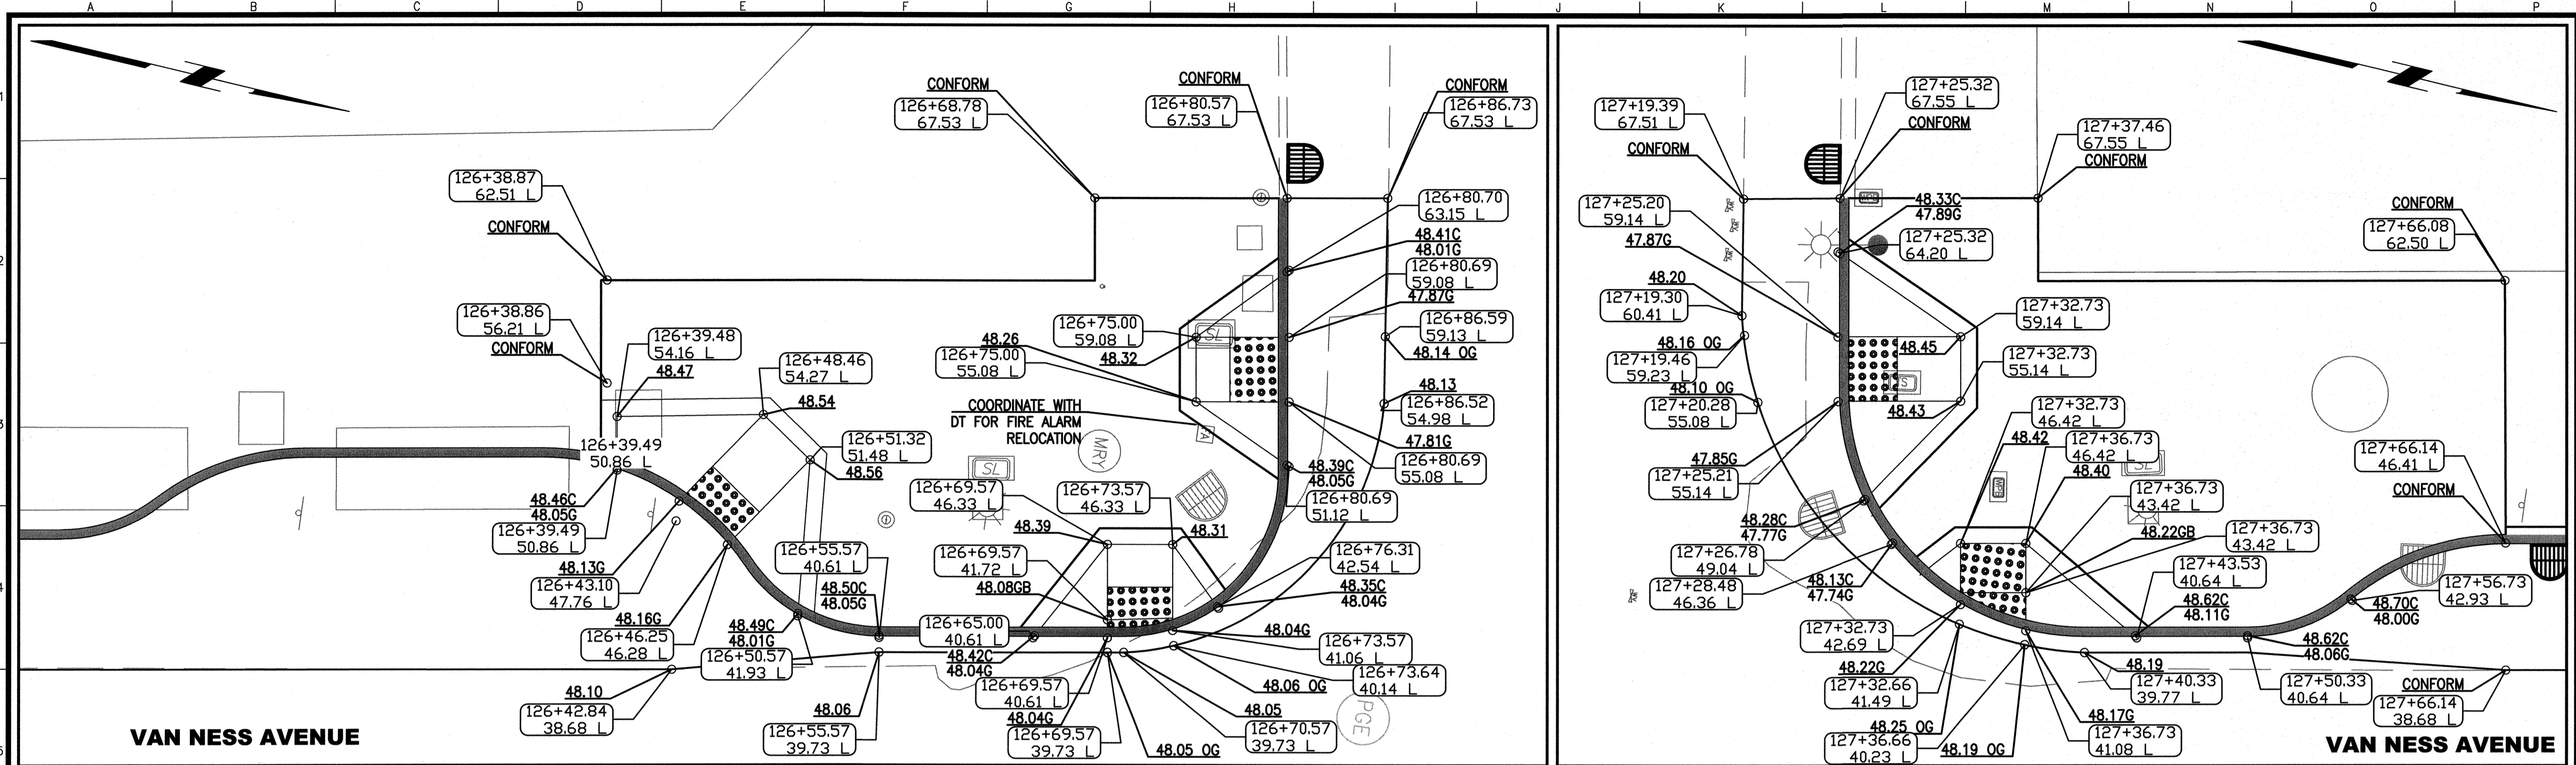 A B C D E F G H I J K L M N O P
1
2
3
4
5
CONFORM
126+68.78
67.53 L
CONFORM
126+80.57
67.53 L
CONFORM
126+86.73
67.53 L
126+38.87
62.51 L
CONFORM
126+38.86
56.21 L
CONFORM
126+39.48
54.16 L
48.47
126+48.46
54.27 L
48.54
126+51.32
51.48 L
48.56
126+39.49
50.86 L
48.46C
48.05G
126+39.49
50.86 L
48.13G
126+43.10
47.76 L
48.16G
126+46.25
46.28 L
48.49C
48.01G
126+50.57
41.93 L
48.10
126+42.84
38.68 L
126+55.57
40.61 L
48.50C
48.05G
48.06
126+55.57
39.73 L
126+80.70
63.15 L
48.41C
48.01G
126+80.69
59.08 L
47.87G
126+86.59
59.13 L
48.14 OG
48.13
126+86.52
54.98 L
47.81G
126+80.69
55.08 L
48.39C
48.05G
126+80.69
51.12 L
126+75.00
59.08 L
48.32
48.26
126+75.00
55.08 L
SL
COORDINATE WITH
DT FOR FIRE ALARM
RELOCATION
FA
MRY
SL
126+69.57
46.33 L
48.39
126+73.57
46.33 L
48.31
126+69.57
41.72 L
48.08GB
126+65.00
40.61 L
48.42C
48.04G
126+69.57
40.61 L
48.04G
126+69.57
39.73 L
48.05 OG
126+76.31
42.54 L
48.35C
48.04G
48.04G
126+73.57
41.06 L
126+73.64
40.14 L
48.06 OG
48.05
126+70.57
39.73 L
PGE
VAN NESS AVENUE
127+19.39
67.51 L
CONFORM
127+25.32
67.55 L
CONFORM
127+37.46
67.55 L
CONFORM
CONFORM
127+66.08
62.50 L
127+25.20
59.14 L
47.87G
48.33C
47.89G
127+25.32
64.20 L
48.20
127+19.30
60.41 L
48.16 OG
127+19.46
59.23 L
48.10 OG
127+20.28
55.08 L
47.85G
127+25.21
55.14 L
127+32.73
59.14 L
48.45
127+32.73
55.14 L
48.43
S
127+32.73
46.42 L
48.42
127+36.73
46.42 L
48.40
SL
WPE
127+36.73
43.42 L
48.22GB
127+36.73
43.42 L
127+66.14
46.41 L
CONFORM
48.28C
47.77G
127+26.78
49.04 L
48.13C
47.74G
127+28.48
46.36 L
127+32.73
42.69 L
48.22G
127+32.66
41.49 L
48.25 OG
127+36.66
40.23 L
48.19 OG
127+43.53
40.64 L
48.62C
48.11G
127+56.73
42.93 L
48.70C
48.00G
48.62C
48.06G
127+50.33
40.64 L
48.19
127+40.33
39.77 L
48.17G
127+36.73
41.08 L
CONFORM
127+66.14
38.68 L
VAN NESS AVENUE